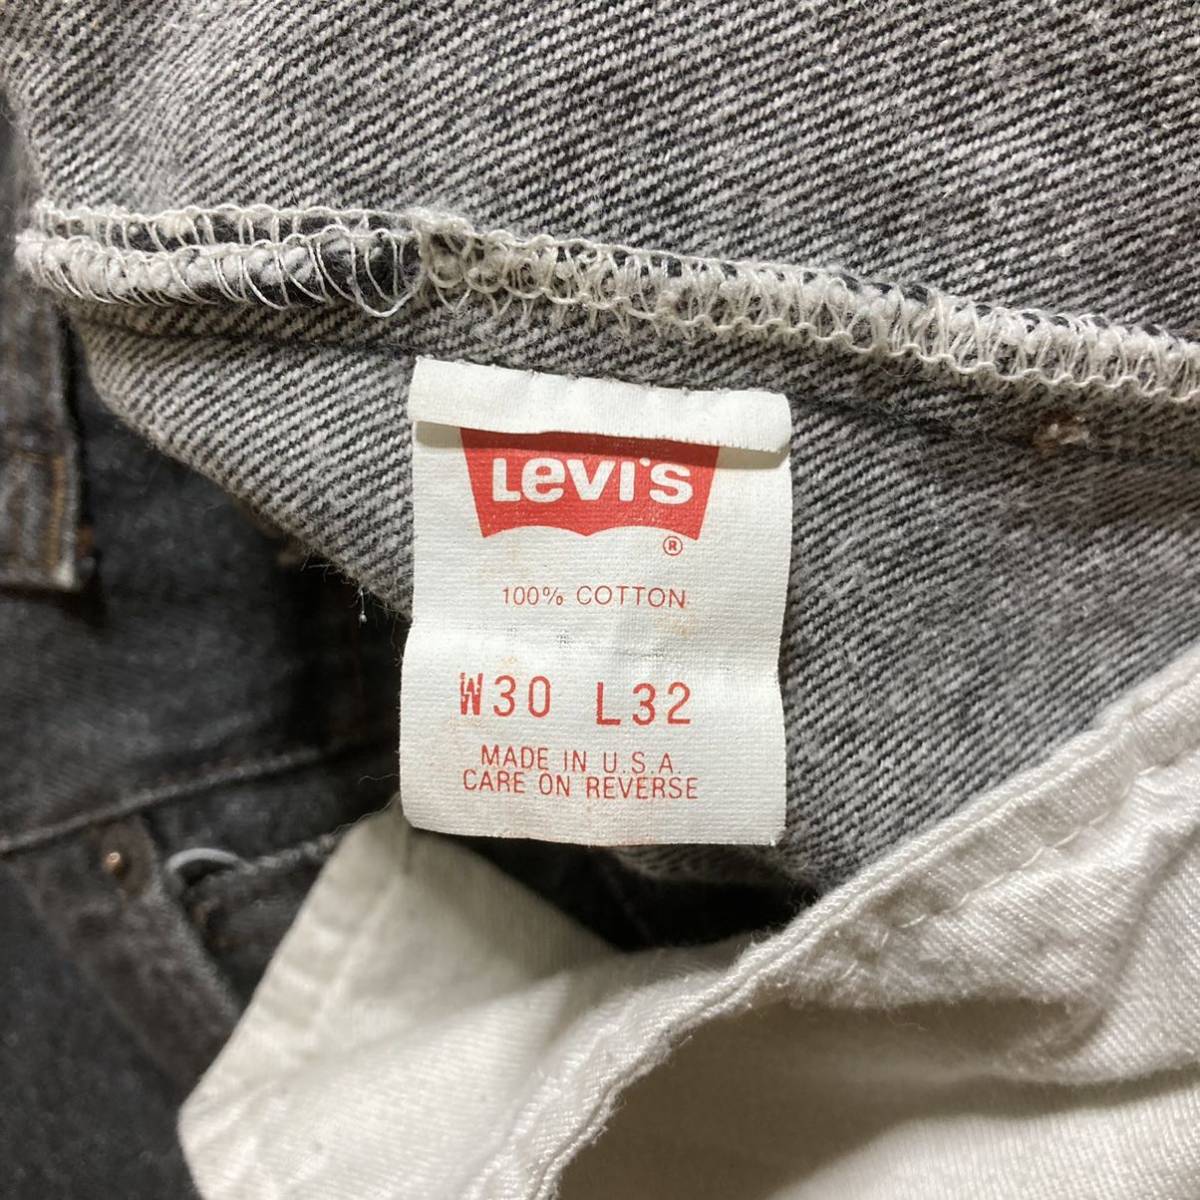 Levi's
®
100% COTTON
W30 L32
MADE IN U.S.A.
CARE ON REVERSE